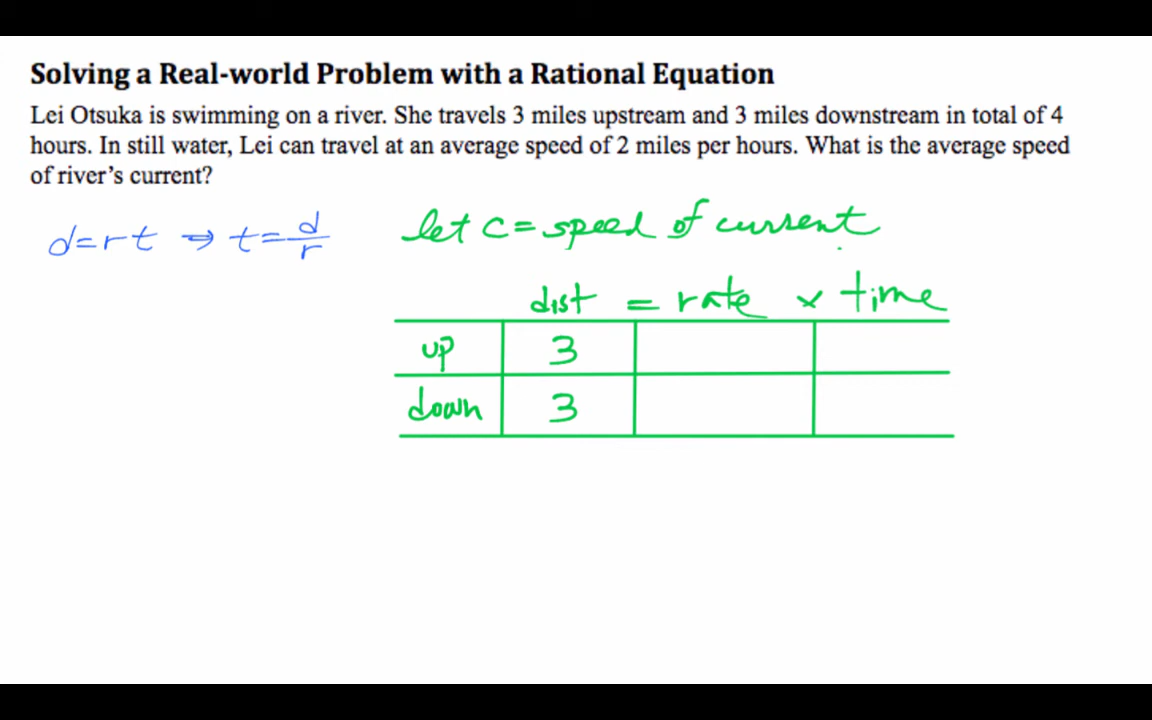 Solving a Real-world Problem with a Rational Equation
Lei Otsuka is swimming on a river. She travels 3 miles upstream and 3 miles downstream in total of 4
hours. In still water, Lei can travel at an average speed of 2 miles per hours. What is the average speed
of river's current?
d=rt ⇒ t=d/r
let c = speed of current
dist = rate × time
up 3
down 3